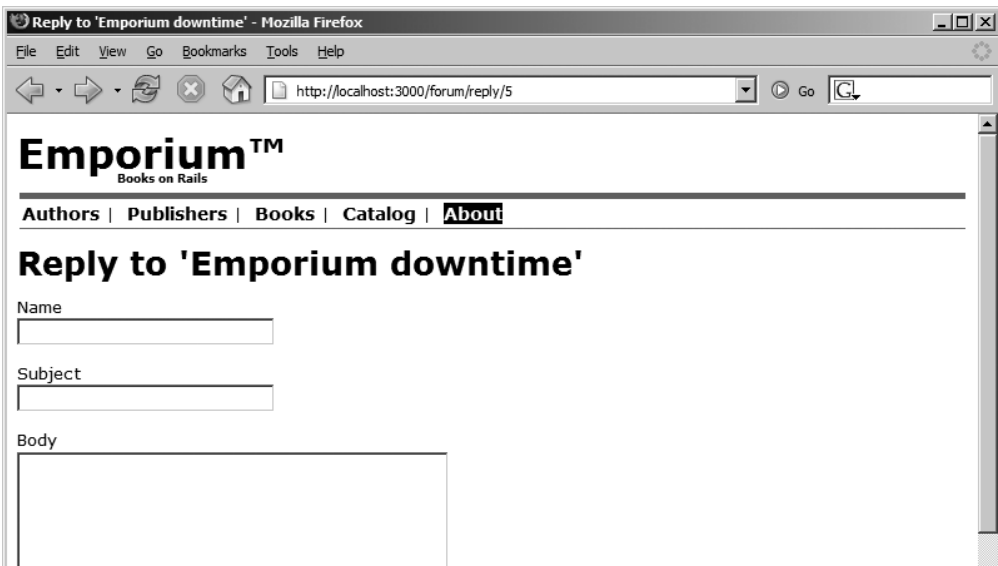 Reply to 'Emporium downtime' - Mozilla Firefox
File Edit View Go Bookmarks Tools Help
http://localhost:3000/forum/reply/5 Go G
Emporium™
Books on Rails
Authors | Publishers | Books | Catalog | About
Reply to 'Emporium downtime'
Name
Subject
Body